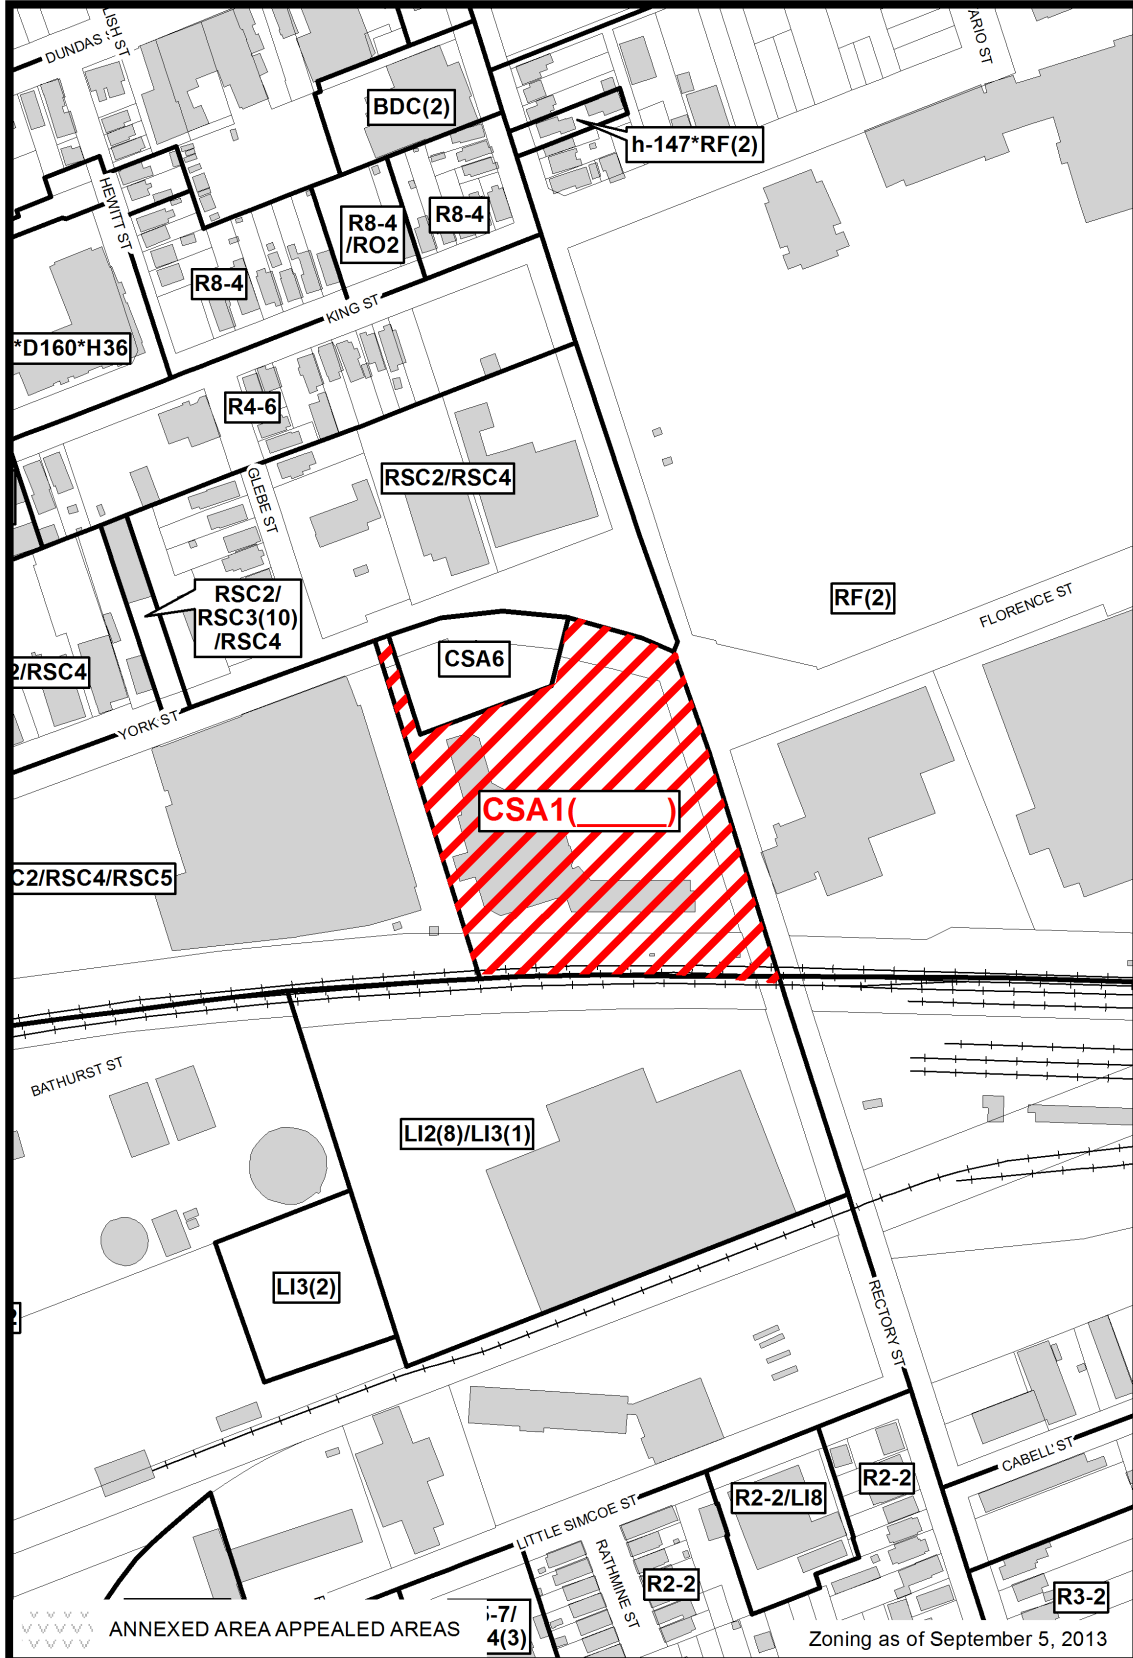 DUNDAS
LISH ST
ARIO ST
BDC(2)
h-147*RF(2)
HEWITT ST
R8-4
/RO2
R8-4
R8-4
KING ST
*D160*H36
R4-6
RSC2/RSC4
GLEBE ST
RSC2/
RSC3(10)
/RSC4
RF(2)
FLORENCE ST
CSA6
2/RSC4
YORK ST
CSA1(______)
C2/RSC4/RSC5
BATHURST ST
LI2(8)/LI3(1)
LI3(2)
RECTORY ST
CABELL ST
R2-2
R2-2/LI8
LITTLE SIMCOE ST
RATHMINE ST
R2-2
R3-2
-7/
4(3)
ANNEXED AREA APPEALED AREAS
Zoning as of September 5, 2013